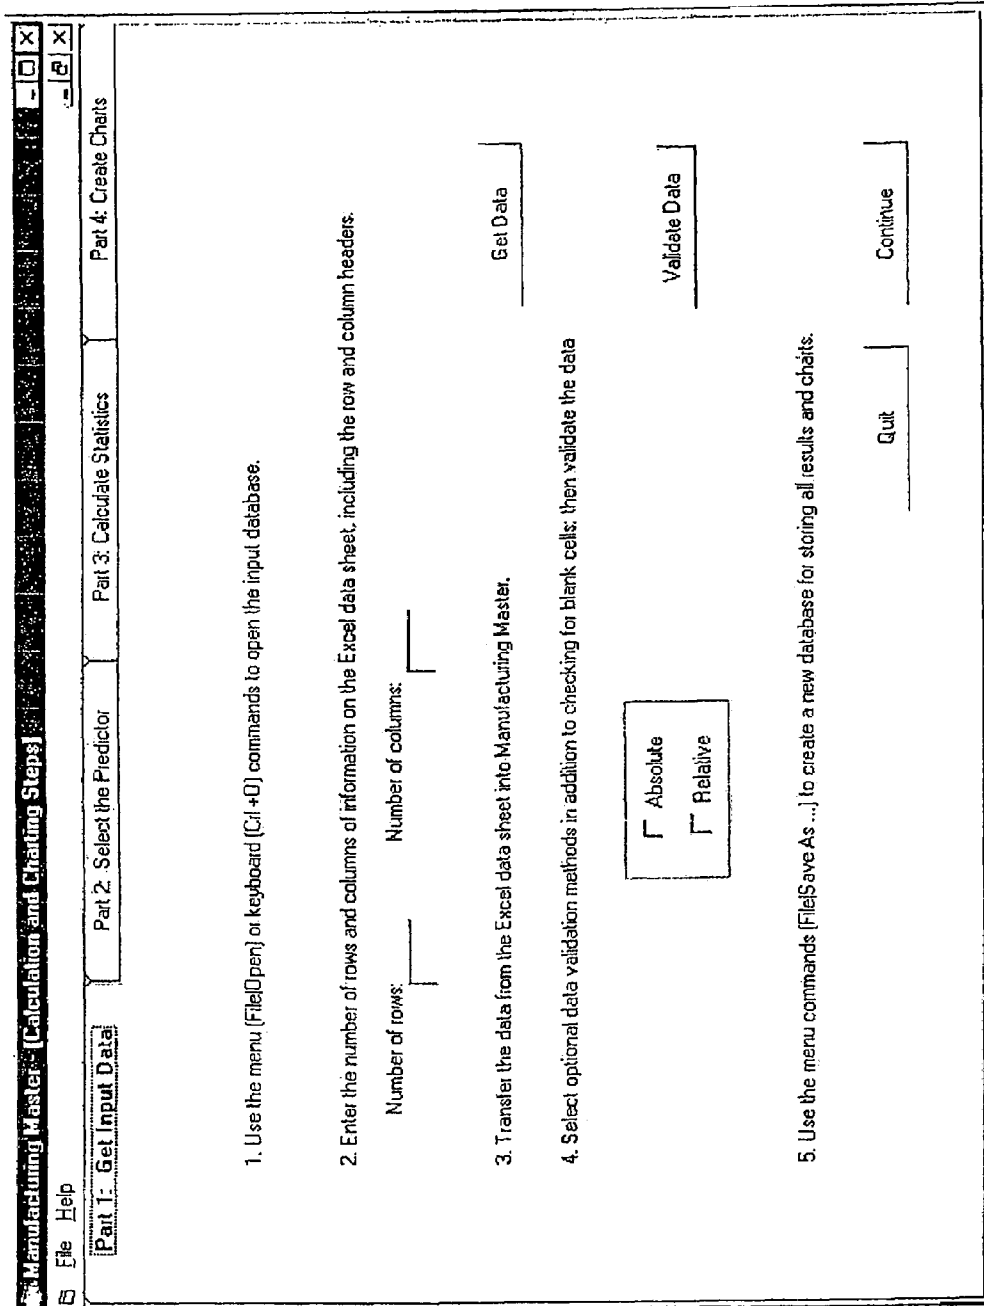 Manufacturing Master - [Calculation and Charting Steps]
File Help
Part 1: Get Input Data
Part 2: Select the Predictor
Part 3: Calculate Statistics
Part 4: Create Charts
1. Use the menu [File|Open] or keyboard [Crl +O] commands to open the input database.
2. Enter the number of rows and columns of information on the Excel data sheet, including the row and column headers.
Number of rows:
Number of columns:
3. Transfer the data from the Excel data sheet into Manufacturing Master.
Get Data
4. Select optional data validation methods in addition to checking for blank cells; then validate the data
Absolute
Relative
Validate Data
5. Use the menu commands [File|Save As ...] to create a new database for storing all results and charts.
Quit
Continue